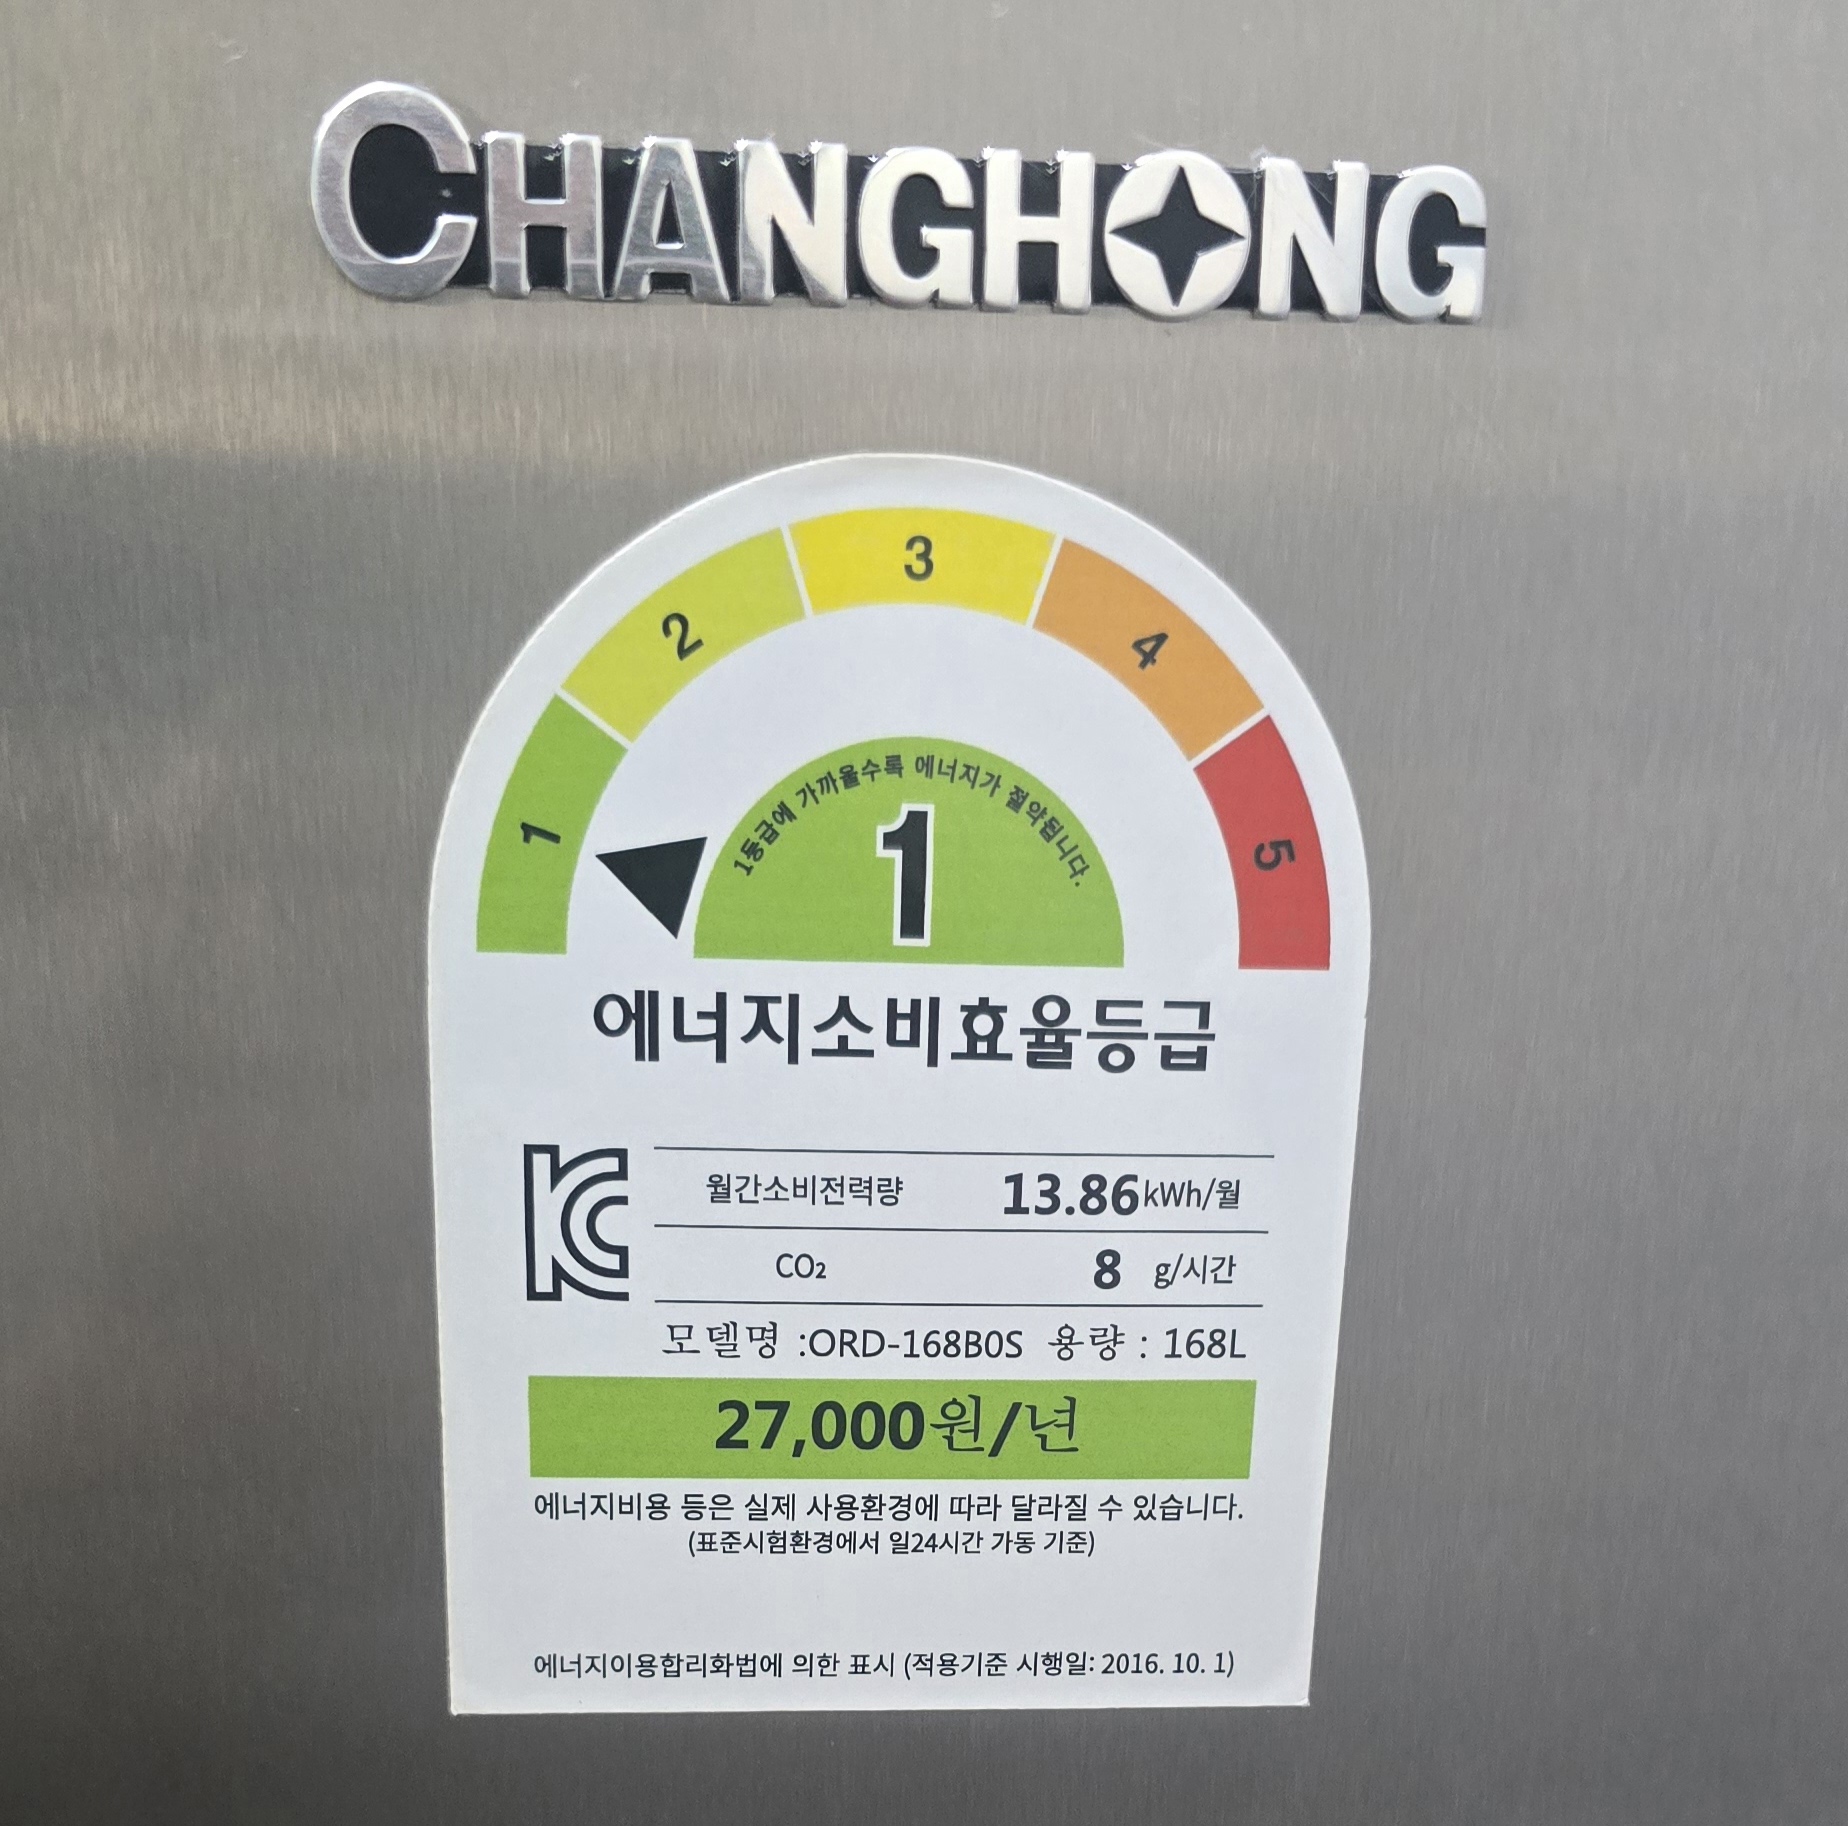 CHANGHONG
1 2 3 4 5
1등급에 가까울수록 에너지가 절약됩니다.
1
에너지소비효율등급
KC
월간소비전력량 13.86kWh/월
CO₂ 8 g/시간
모델명 :ORD-168B0S 용량 : 168L
27,000원/년
에너지비용 등은 실제 사용환경에 따라 달라질 수 있습니다.
(표준시험환경에서 일24시간 가동 기준)
에너지이용합리화법에 의한 표시 (적용기준 시행일: 2016. 10. 1)